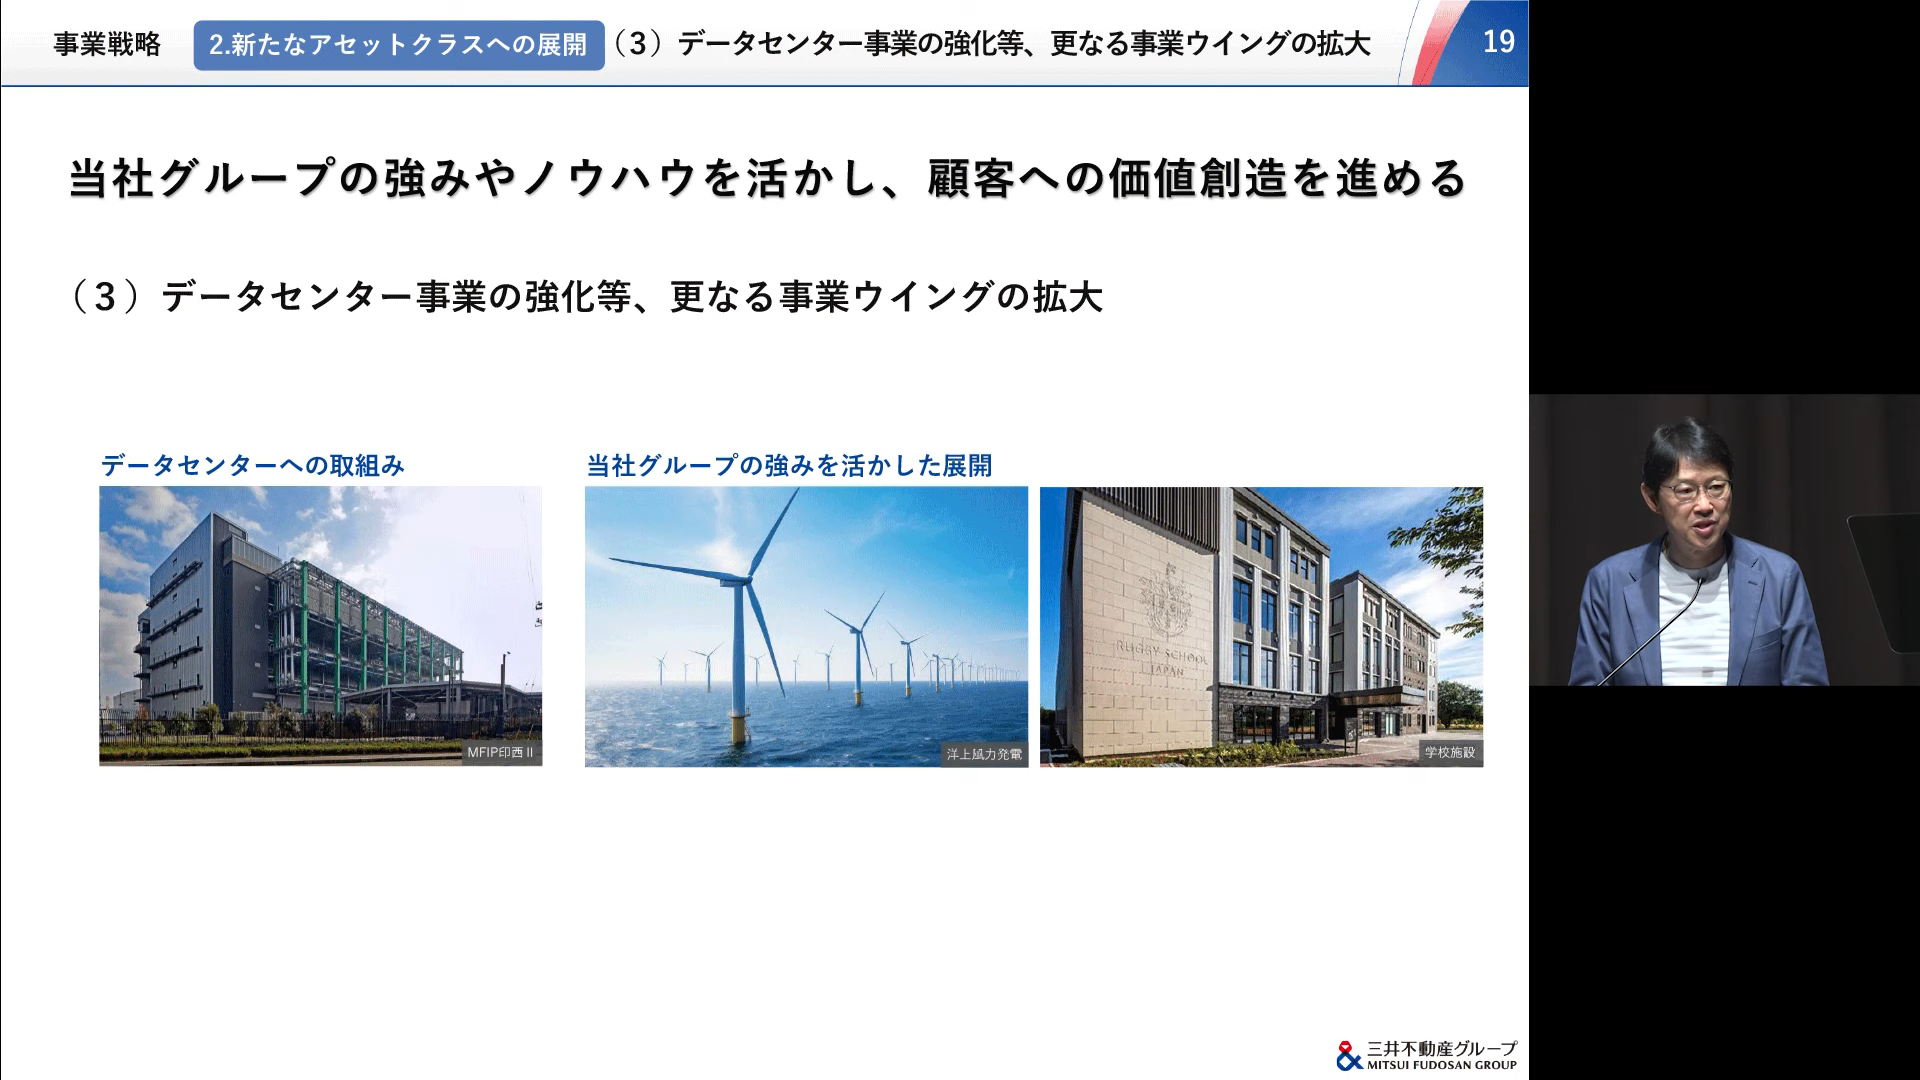 事業戦略 2.新たなアセットクラスへの展開 （3）データセンター事業の強化等、更なる事業ウイングの拡大 19
当社グループの強みやノウハウを活かし、顧客への価値創造を進める
（3）データセンター事業の強化等、更なる事業ウイングの拡大
データセンターへの取組み
MFIP印西Ⅱ
当社グループの強みを活かした展開
洋上風力発電
RUGBY SCHOOL
JAPAN
学校施設
三井不動産グループ
MITSUI FUDOSAN GROUP